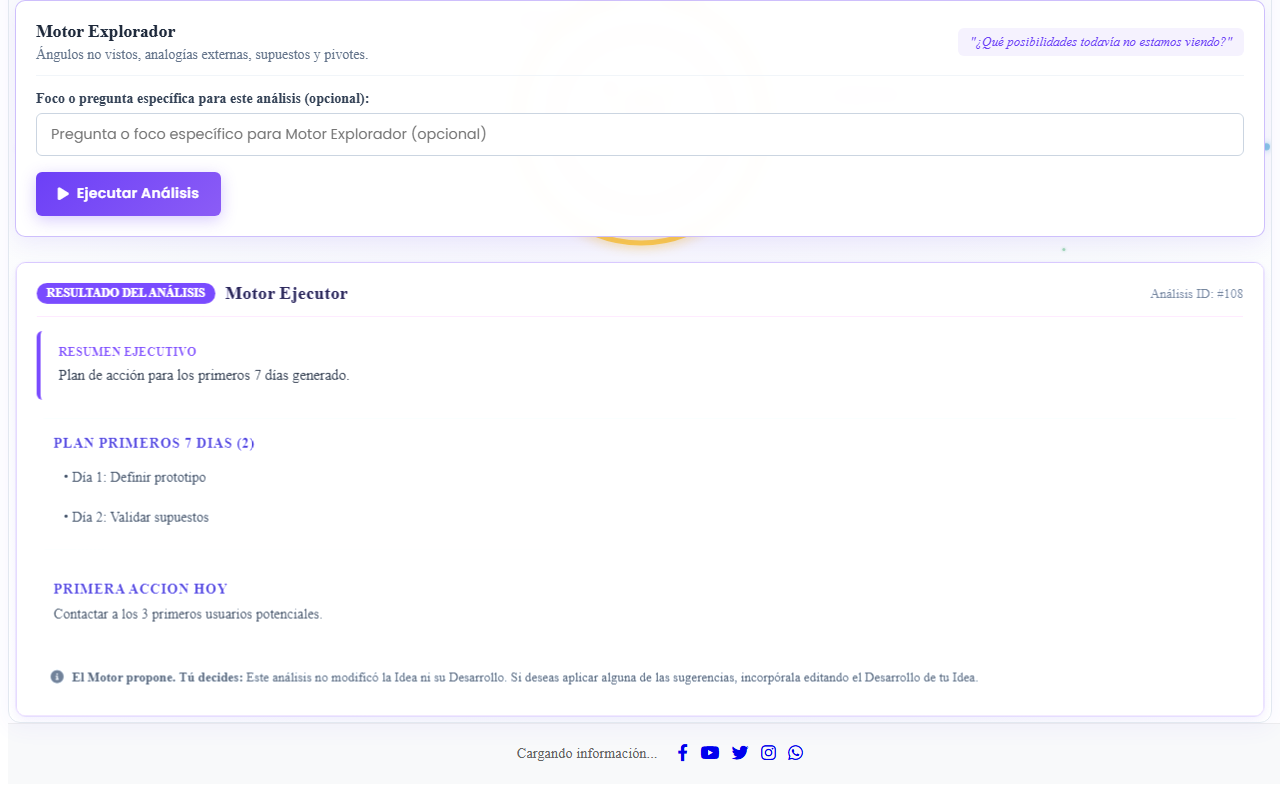 Motor Explorador
Ángulos no vistos, analogías externas, supuestos y pivotes.
"¿Qué posibilidades todavía no estamos viendo?"
Foco o pregunta específica para este análisis (opcional):
Pregunta o foco específico para Motor Explorador (opcional)
Ejecutar Análisis
RESULTADO DEL ANÁLISIS Motor Ejecutor
Análisis ID: #108
RESUMEN EJECUTIVO
Plan de acción para los primeros 7 días generado.
PLAN PRIMEROS 7 DIAS (2)
• Día 1: Definir prototipo
• Día 2: Validar supuestos
PRIMERA ACCION HOY
Contactar a los 3 primeros usuarios potenciales.
El Motor propone. Tú decides: Este análisis no modificó la Idea ni su Desarrollo. Si deseas aplicar alguna de las sugerencias, incorpórala editando el Desarrollo de tu Idea.
Cargando información...